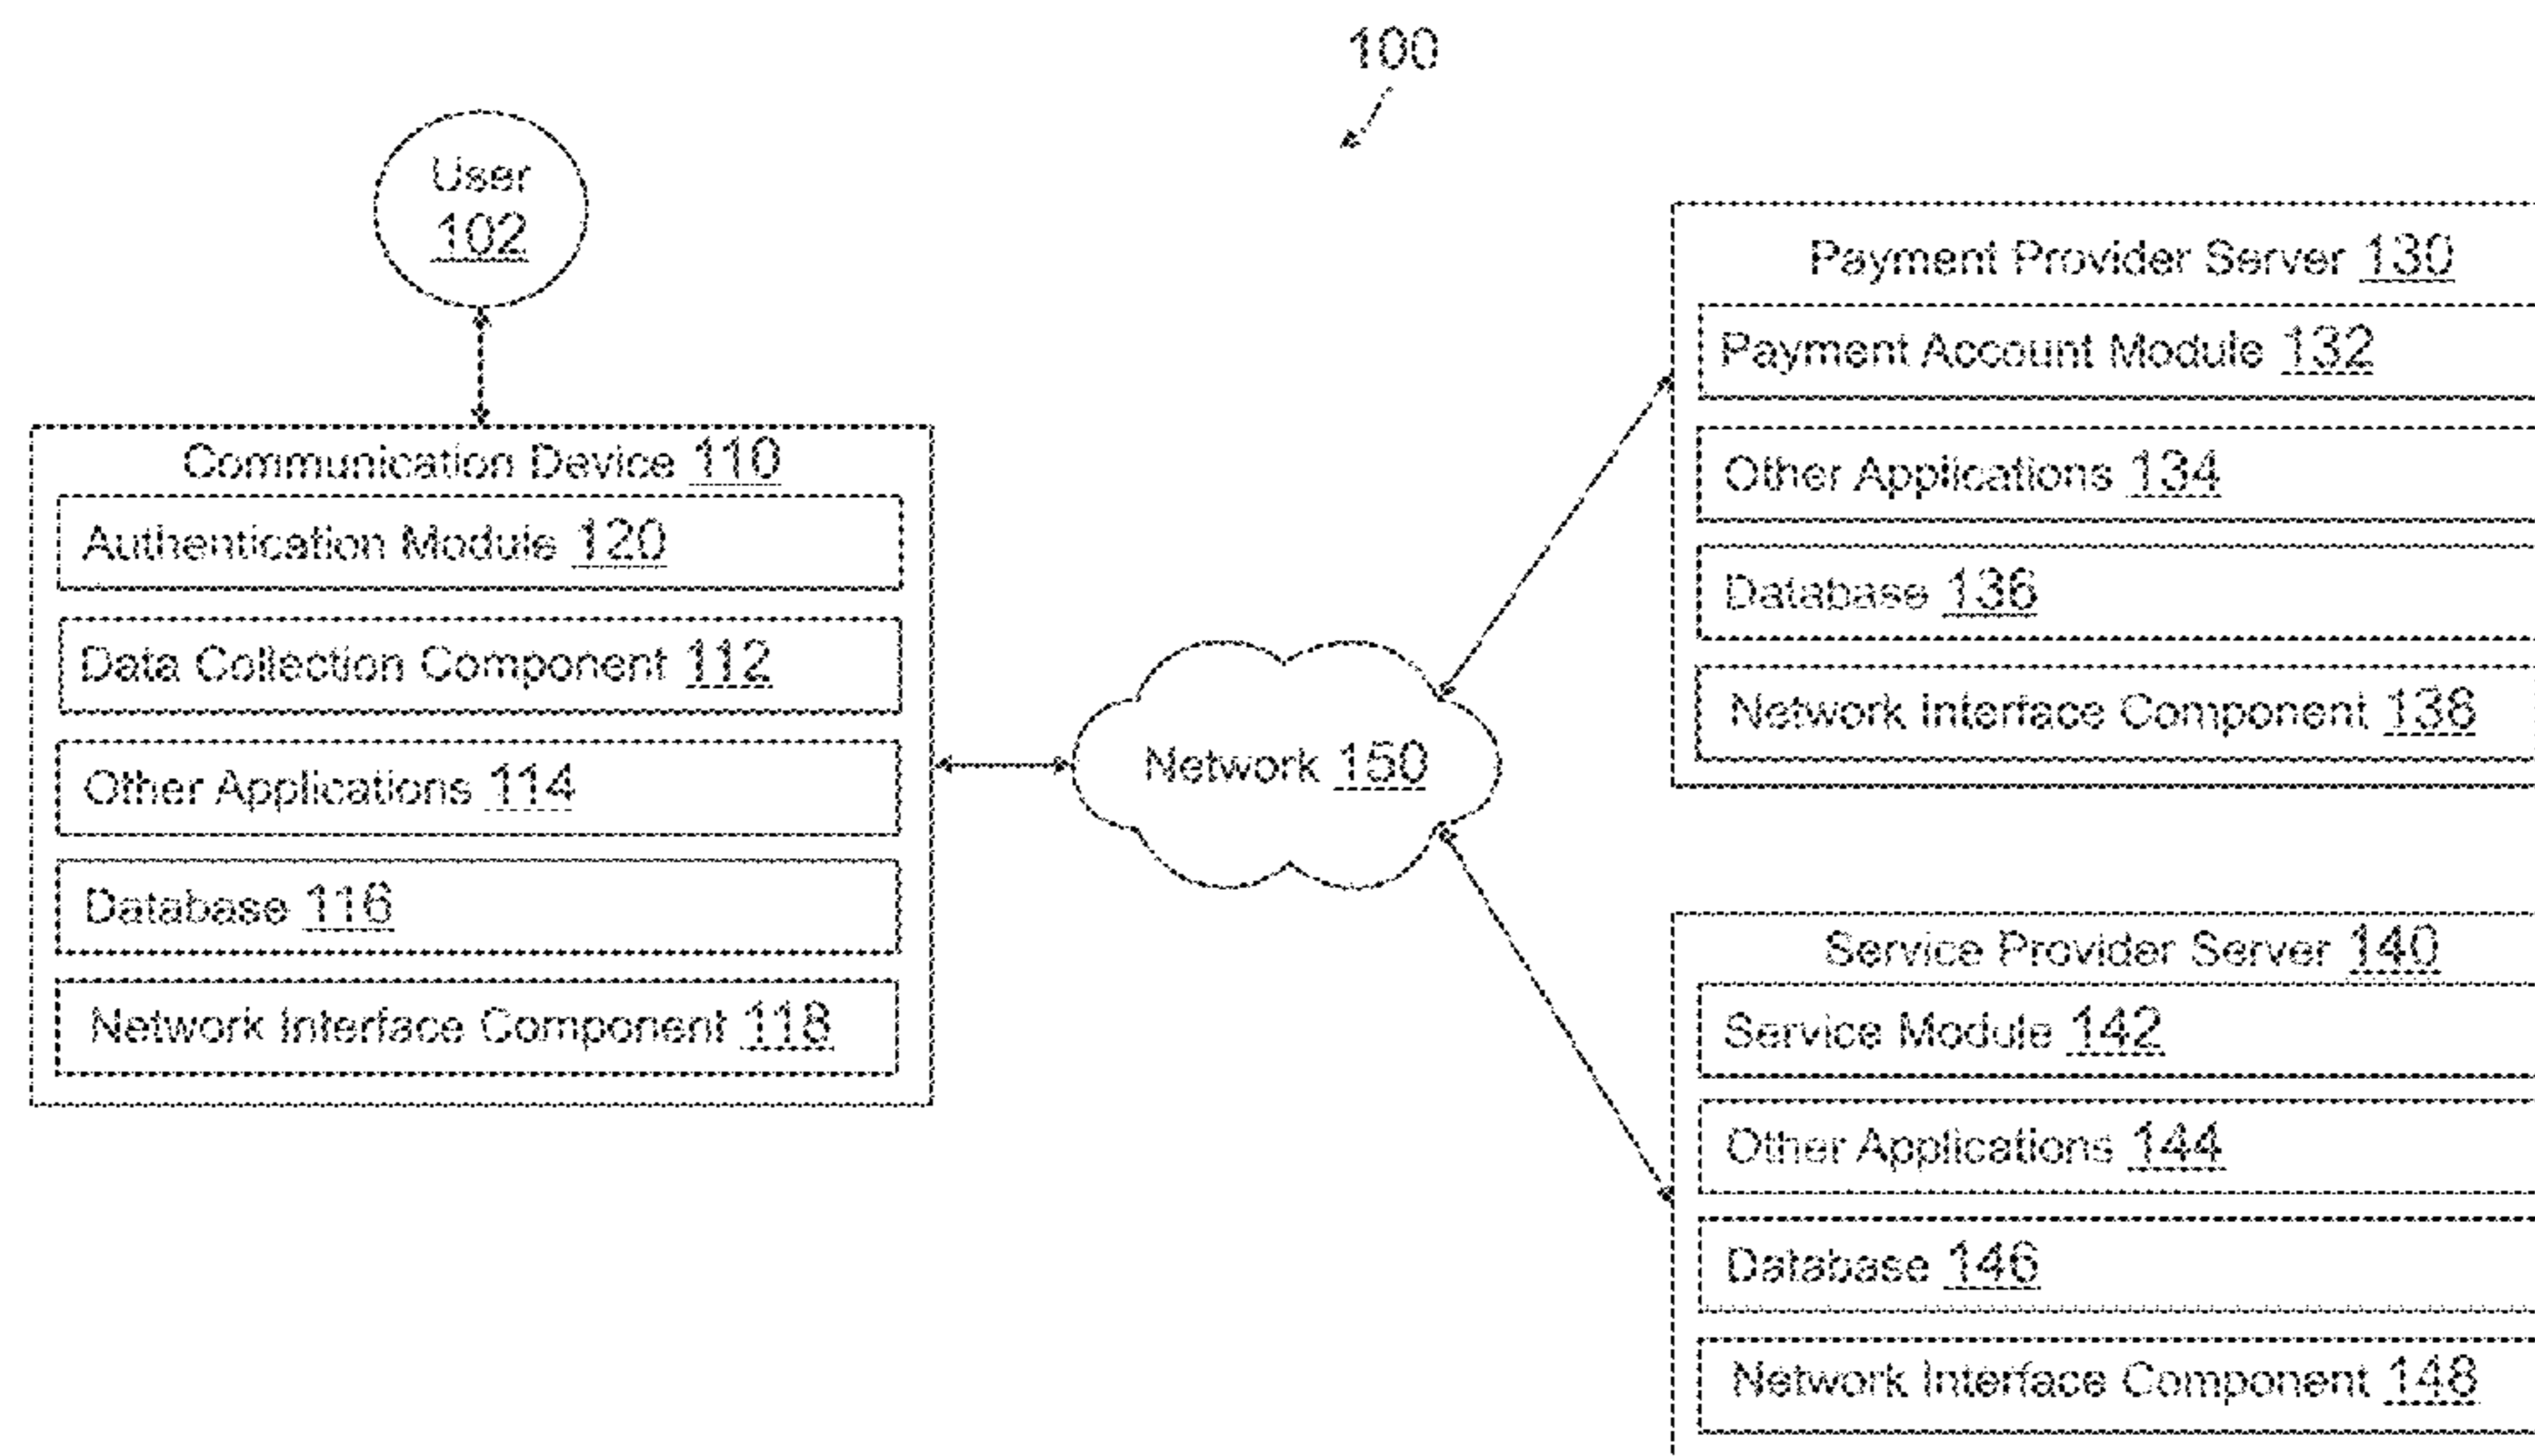 100
User
102
Communication Device 110
Authentication Module 120
Data Collection Component 112
Other Applications 114
Database 116
Network Interface Component 118
Network 150
Payment Provider Server 130
Payment Account Module 132
Other Applications 134
Database 136
Network Interface Component 138
Service Provider Server 140
Service Module 142
Other Applications 144
Database 146
Network Interface Component 148